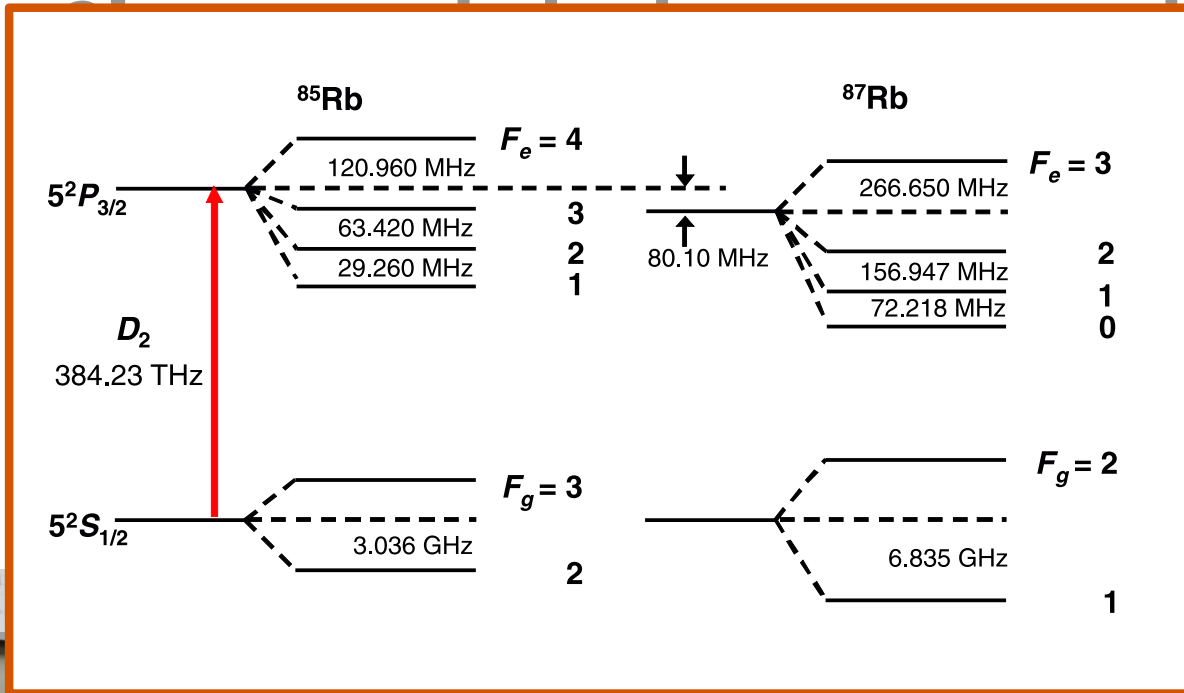 ⁸⁵Rb
⁸⁷Rb
Fₑ = 4
120.960 MHz
5²P₃/₂
3
63.420 MHz
2
29.260 MHz
1
Fₑ = 3
266.650 MHz
80.10 MHz
2
156.947 MHz
1
72.218 MHz
0
D₂
384.23 THz
F_g = 3
5²S₁/₂
3.036 GHz
2
F_g = 2
6.835 GHz
1